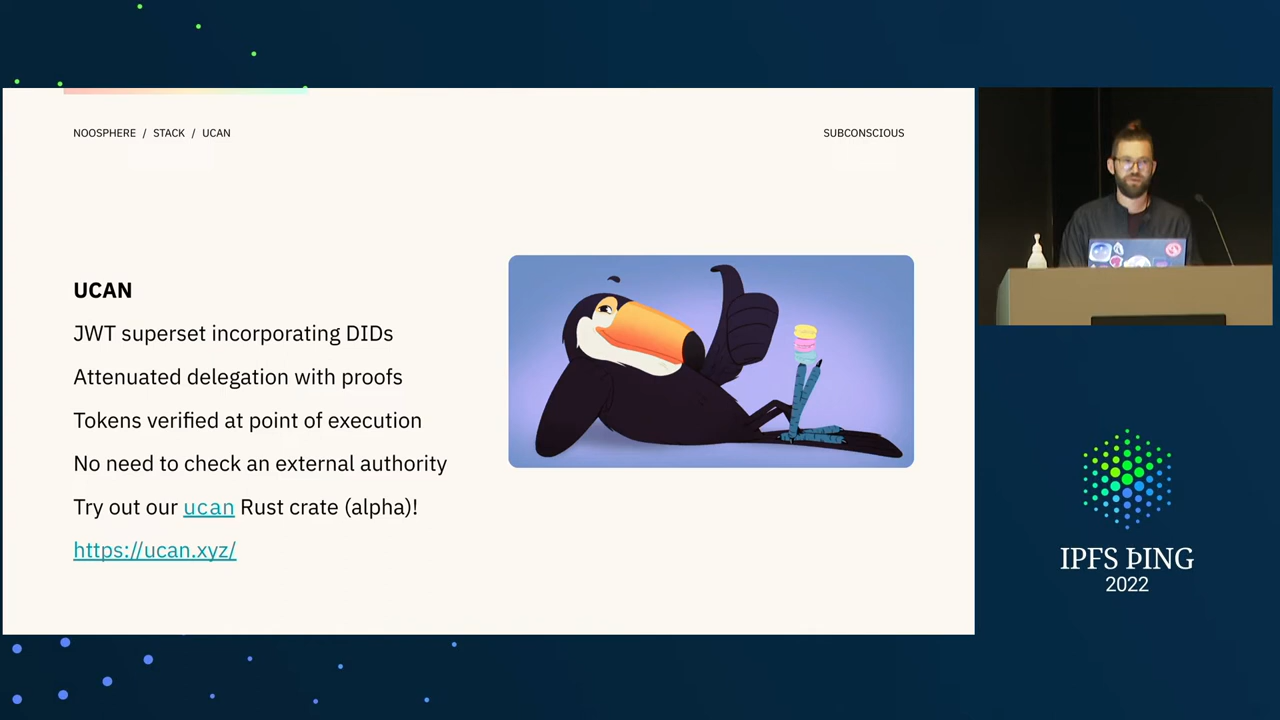 NOOSPHERE / STACK / UCAN
SUBCONSCIOUS
UCAN
JWT superset incorporating DIDs
Attenuated delegation with proofs
Tokens verified at point of execution
No need to check an external authority
Try out our ucan Rust crate (alpha)!
https://ucan.xyz/
IPFS ÞING
2022